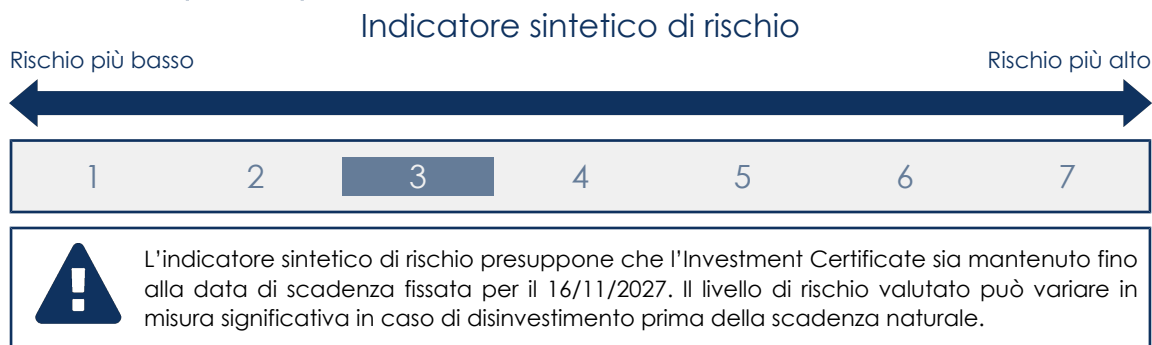 Indicatore sintetico di rischio
Rischio più basso
Rischio più alto
1 2 3 4 5 6 7
L'indicatore sintetico di rischio presuppone che l'Investment Certificate sia mantenuto fino
alla data di scadenza fissata per il 16/11/2027. Il livello di rischio valutato può variare in
misura significativa in caso di disinvestimento prima della scadenza naturale.